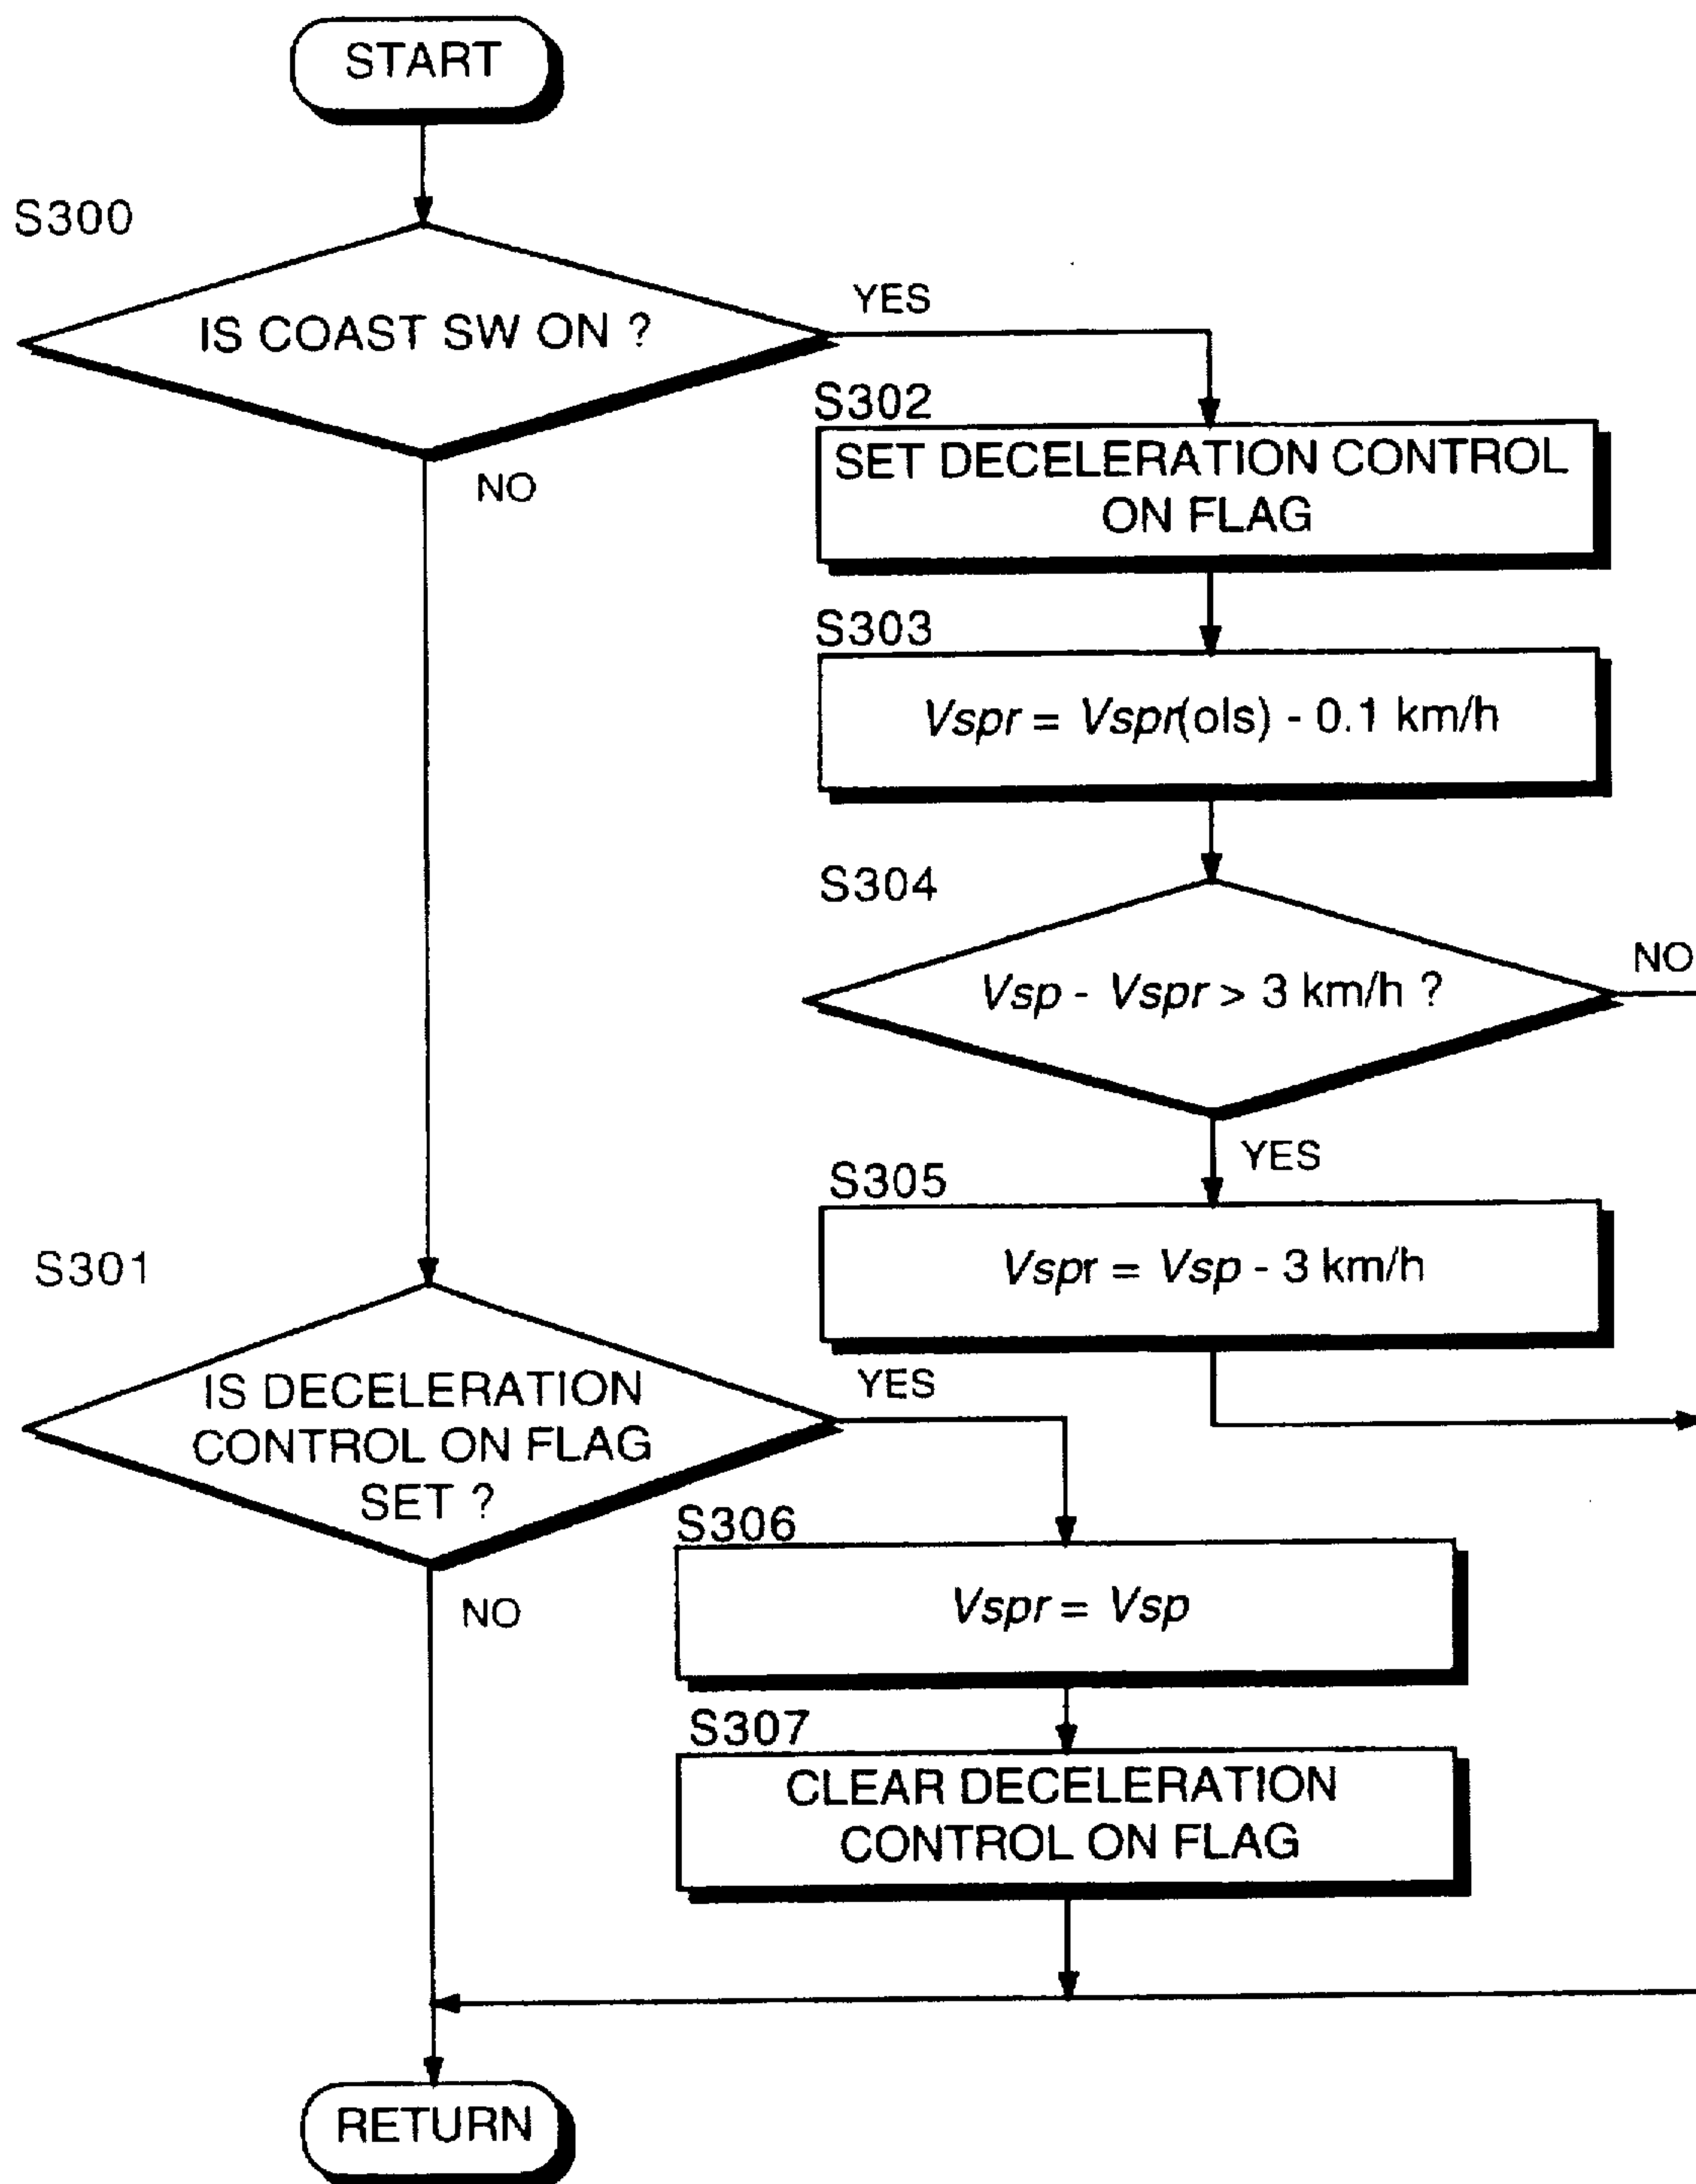 START
S300
IS COAST SW ON ?
YES
NO
S302
SET DECELERATION CONTROL
ON FLAG
S303
Vspr = Vspr(ols) - 0.1 km/h
S304
Vsp - Vspr > 3 km/h ?
NO
YES
S305
Vspr = Vsp - 3 km/h
S301
IS DECELERATION
CONTROL ON FLAG
SET ?
YES
NO
S306
Vspr = Vsp
S307
CLEAR DECELERATION
CONTROL ON FLAG
RETURN